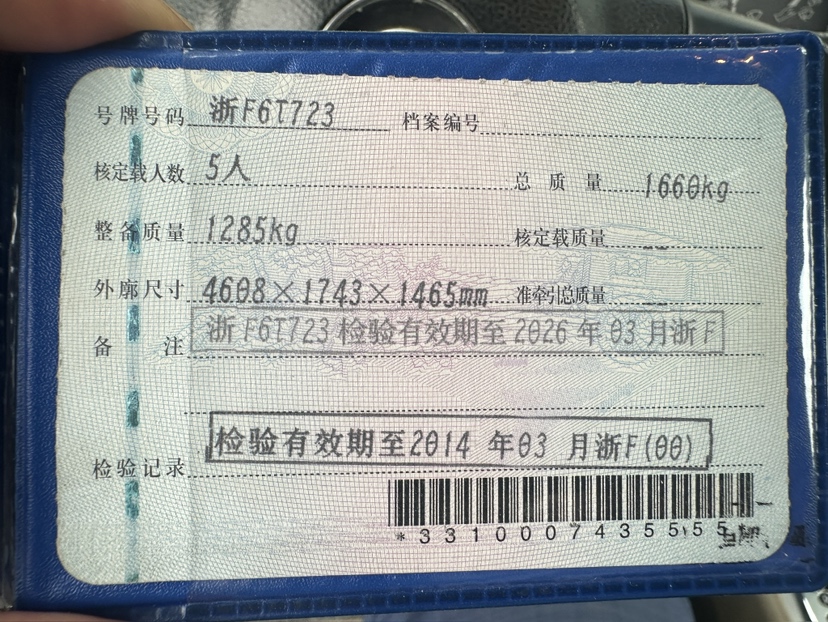 号牌号码 浙F6T723 档案编号
核定载人数 5人 总质量 1660kg
整备质量 1285kg 核定载质量 --
外廓尺寸 4608×1743×1465mm 准牵引总质量 --
备注 浙F6T723检验有效期至2026年03月浙F
检验有效期至2014年03月浙F(00)
检验记录
*3310007435555